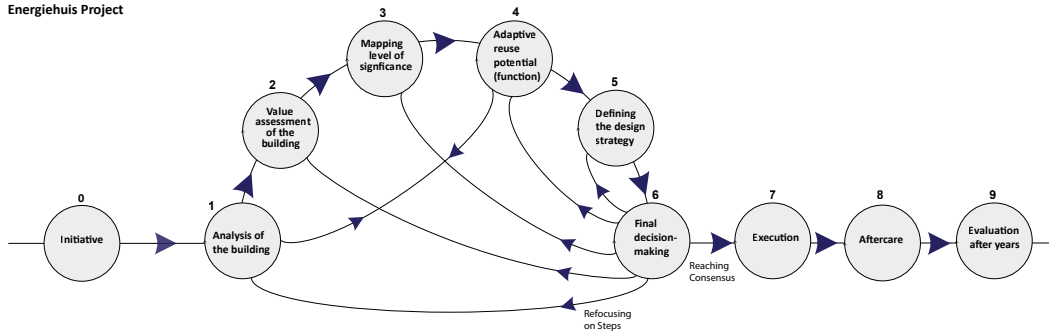 Energiehuis Project
0
Initiative
1
Analysis of
the building
2
Value
assessment
of the
building
3
Mapping
level of
signficance
4
Adaptive
reuse
potential
(function)
5
Defining
the design
strategy
6
Final
decision-
making
Reaching
Consensus
Refocusing
on Steps
7
Execution
8
Aftercare
9
Evaluation
after years